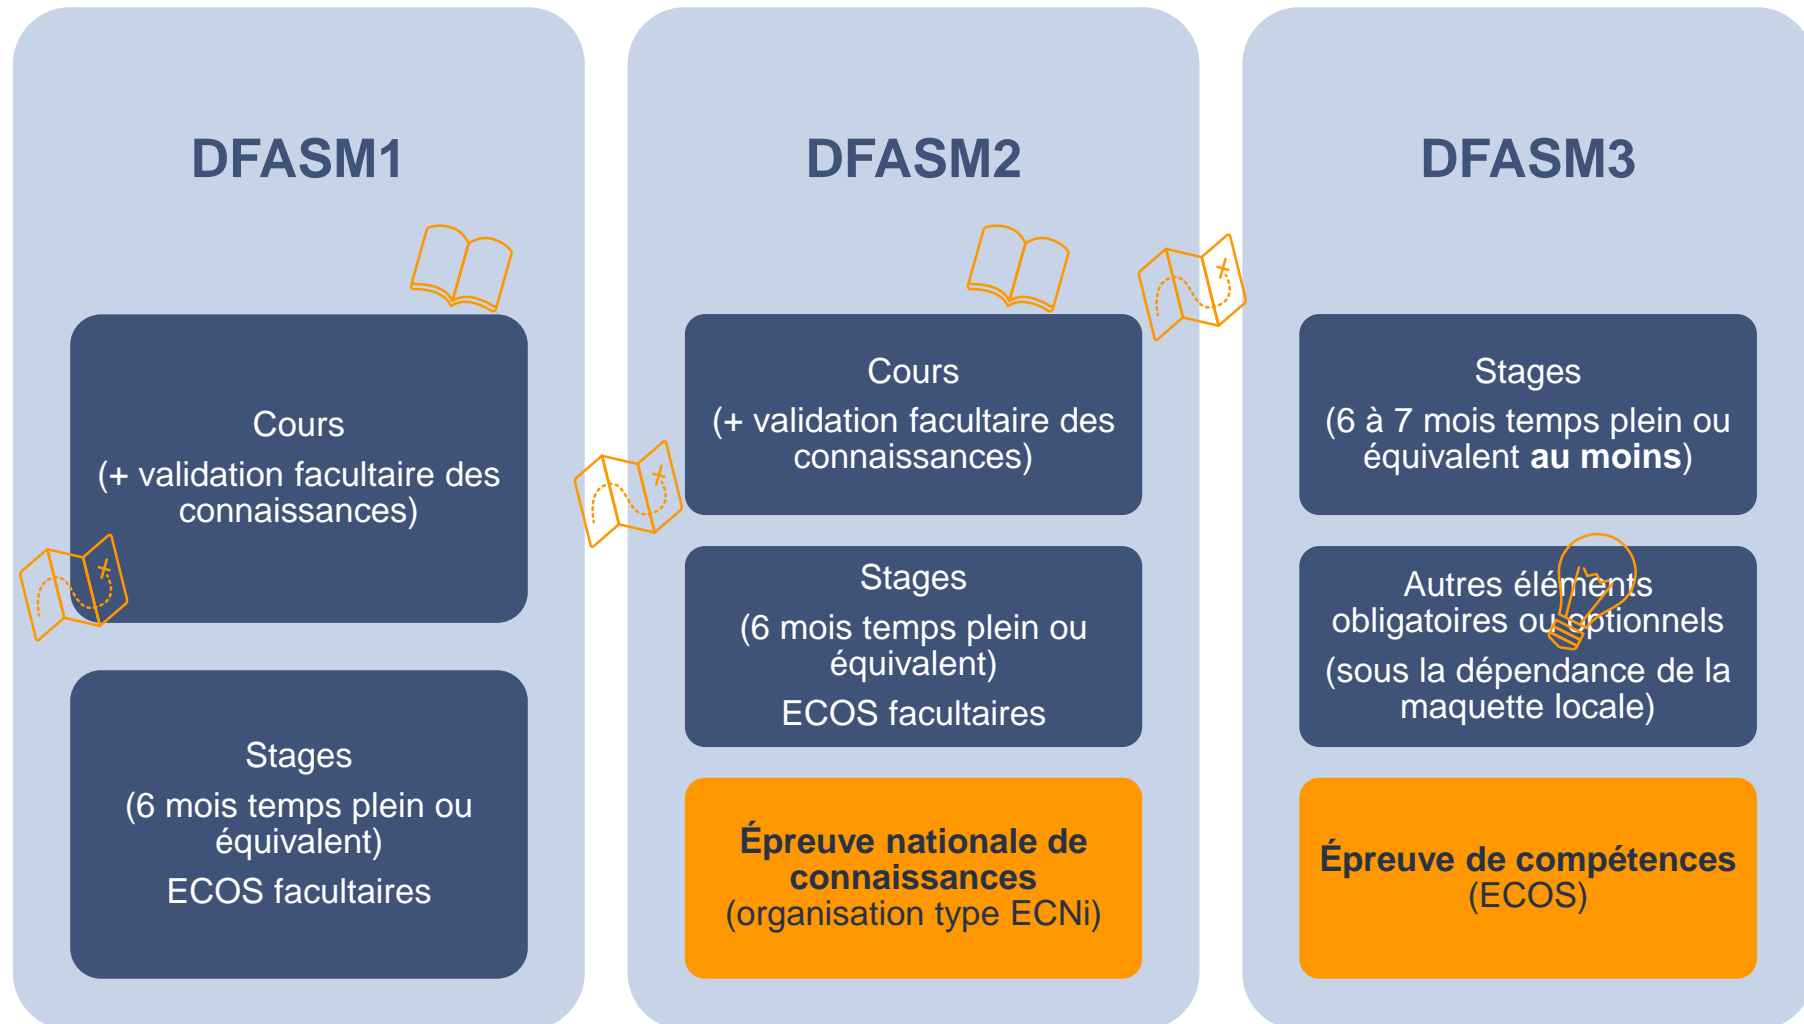 DFASM1
Cours
(+ validation facultaire des
connaissances)
Stages
(6 mois temps plein ou
équivalent)
ECOS facultaires
DFASM2
Cours
(+ validation facultaire des
connaissances)
Stages
(6 mois temps plein ou
équivalent)
ECOS facultaires
Épreuve nationale de
connaissances
(organisation type ECNi)
DFASM3
Stages
(6 à 7 mois temps plein ou
équivalent au moins)
Autres éléments
obligatoires ou optionnels
(sous la dépendance de la
maquette locale)
Épreuve de compétences
(ECOS)